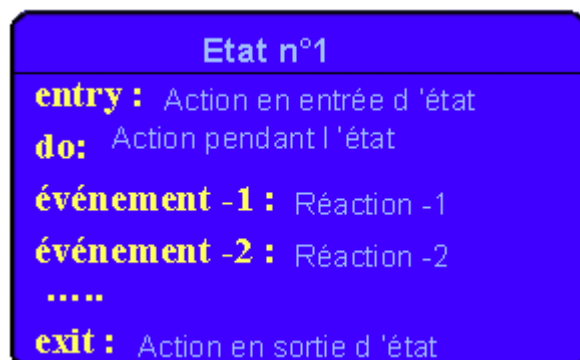 Etat n°1
entry : Action en entrée d 'état
do: Action pendant l 'état
événement -1 : Réaction -1
événement -2 : Réaction -2
.....
exit : Action en sortie d 'état